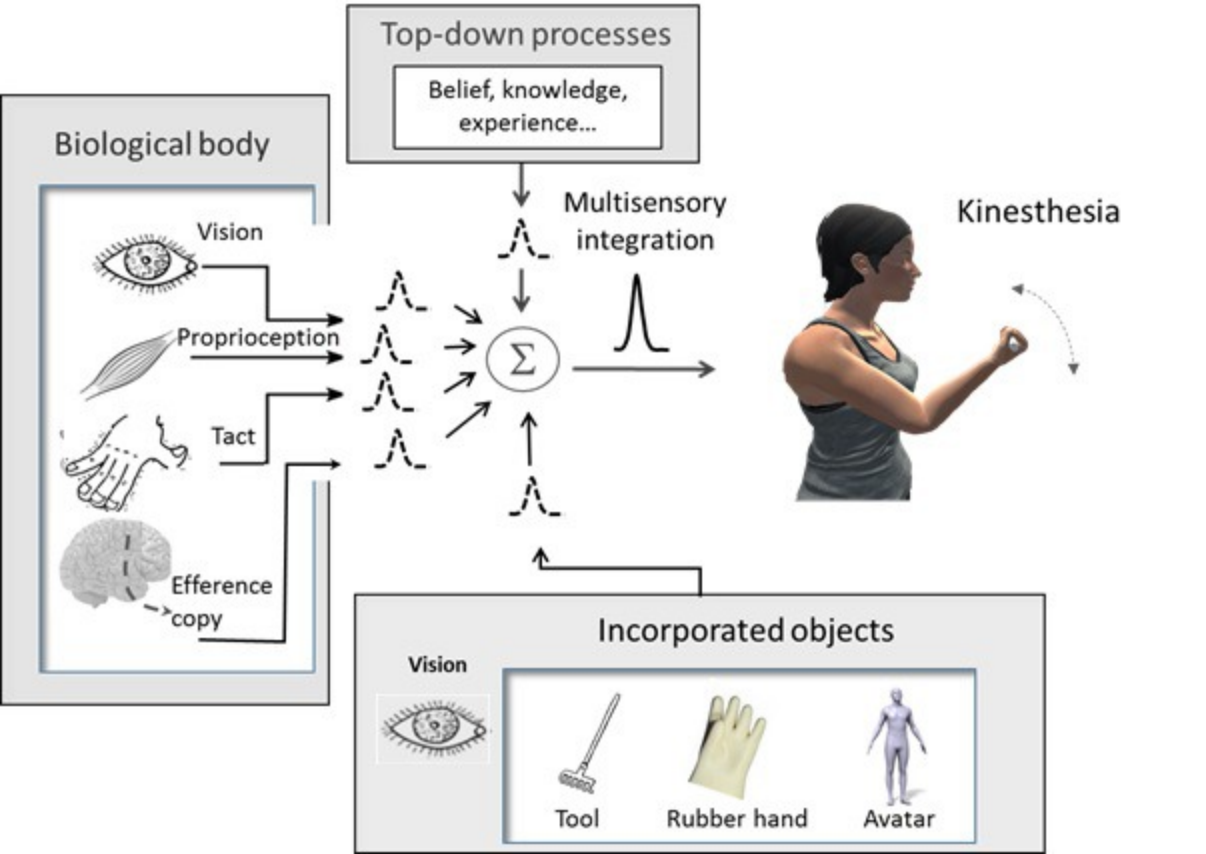 Top-down processes
Belief, knowledge,
experience...
Biological body
Vision
Proprioception
Tact
Efference
copy
Multisensory
integration
Σ
Kinesthesia
Incorporated objects
Vision
Tool
Rubber hand
Avatar